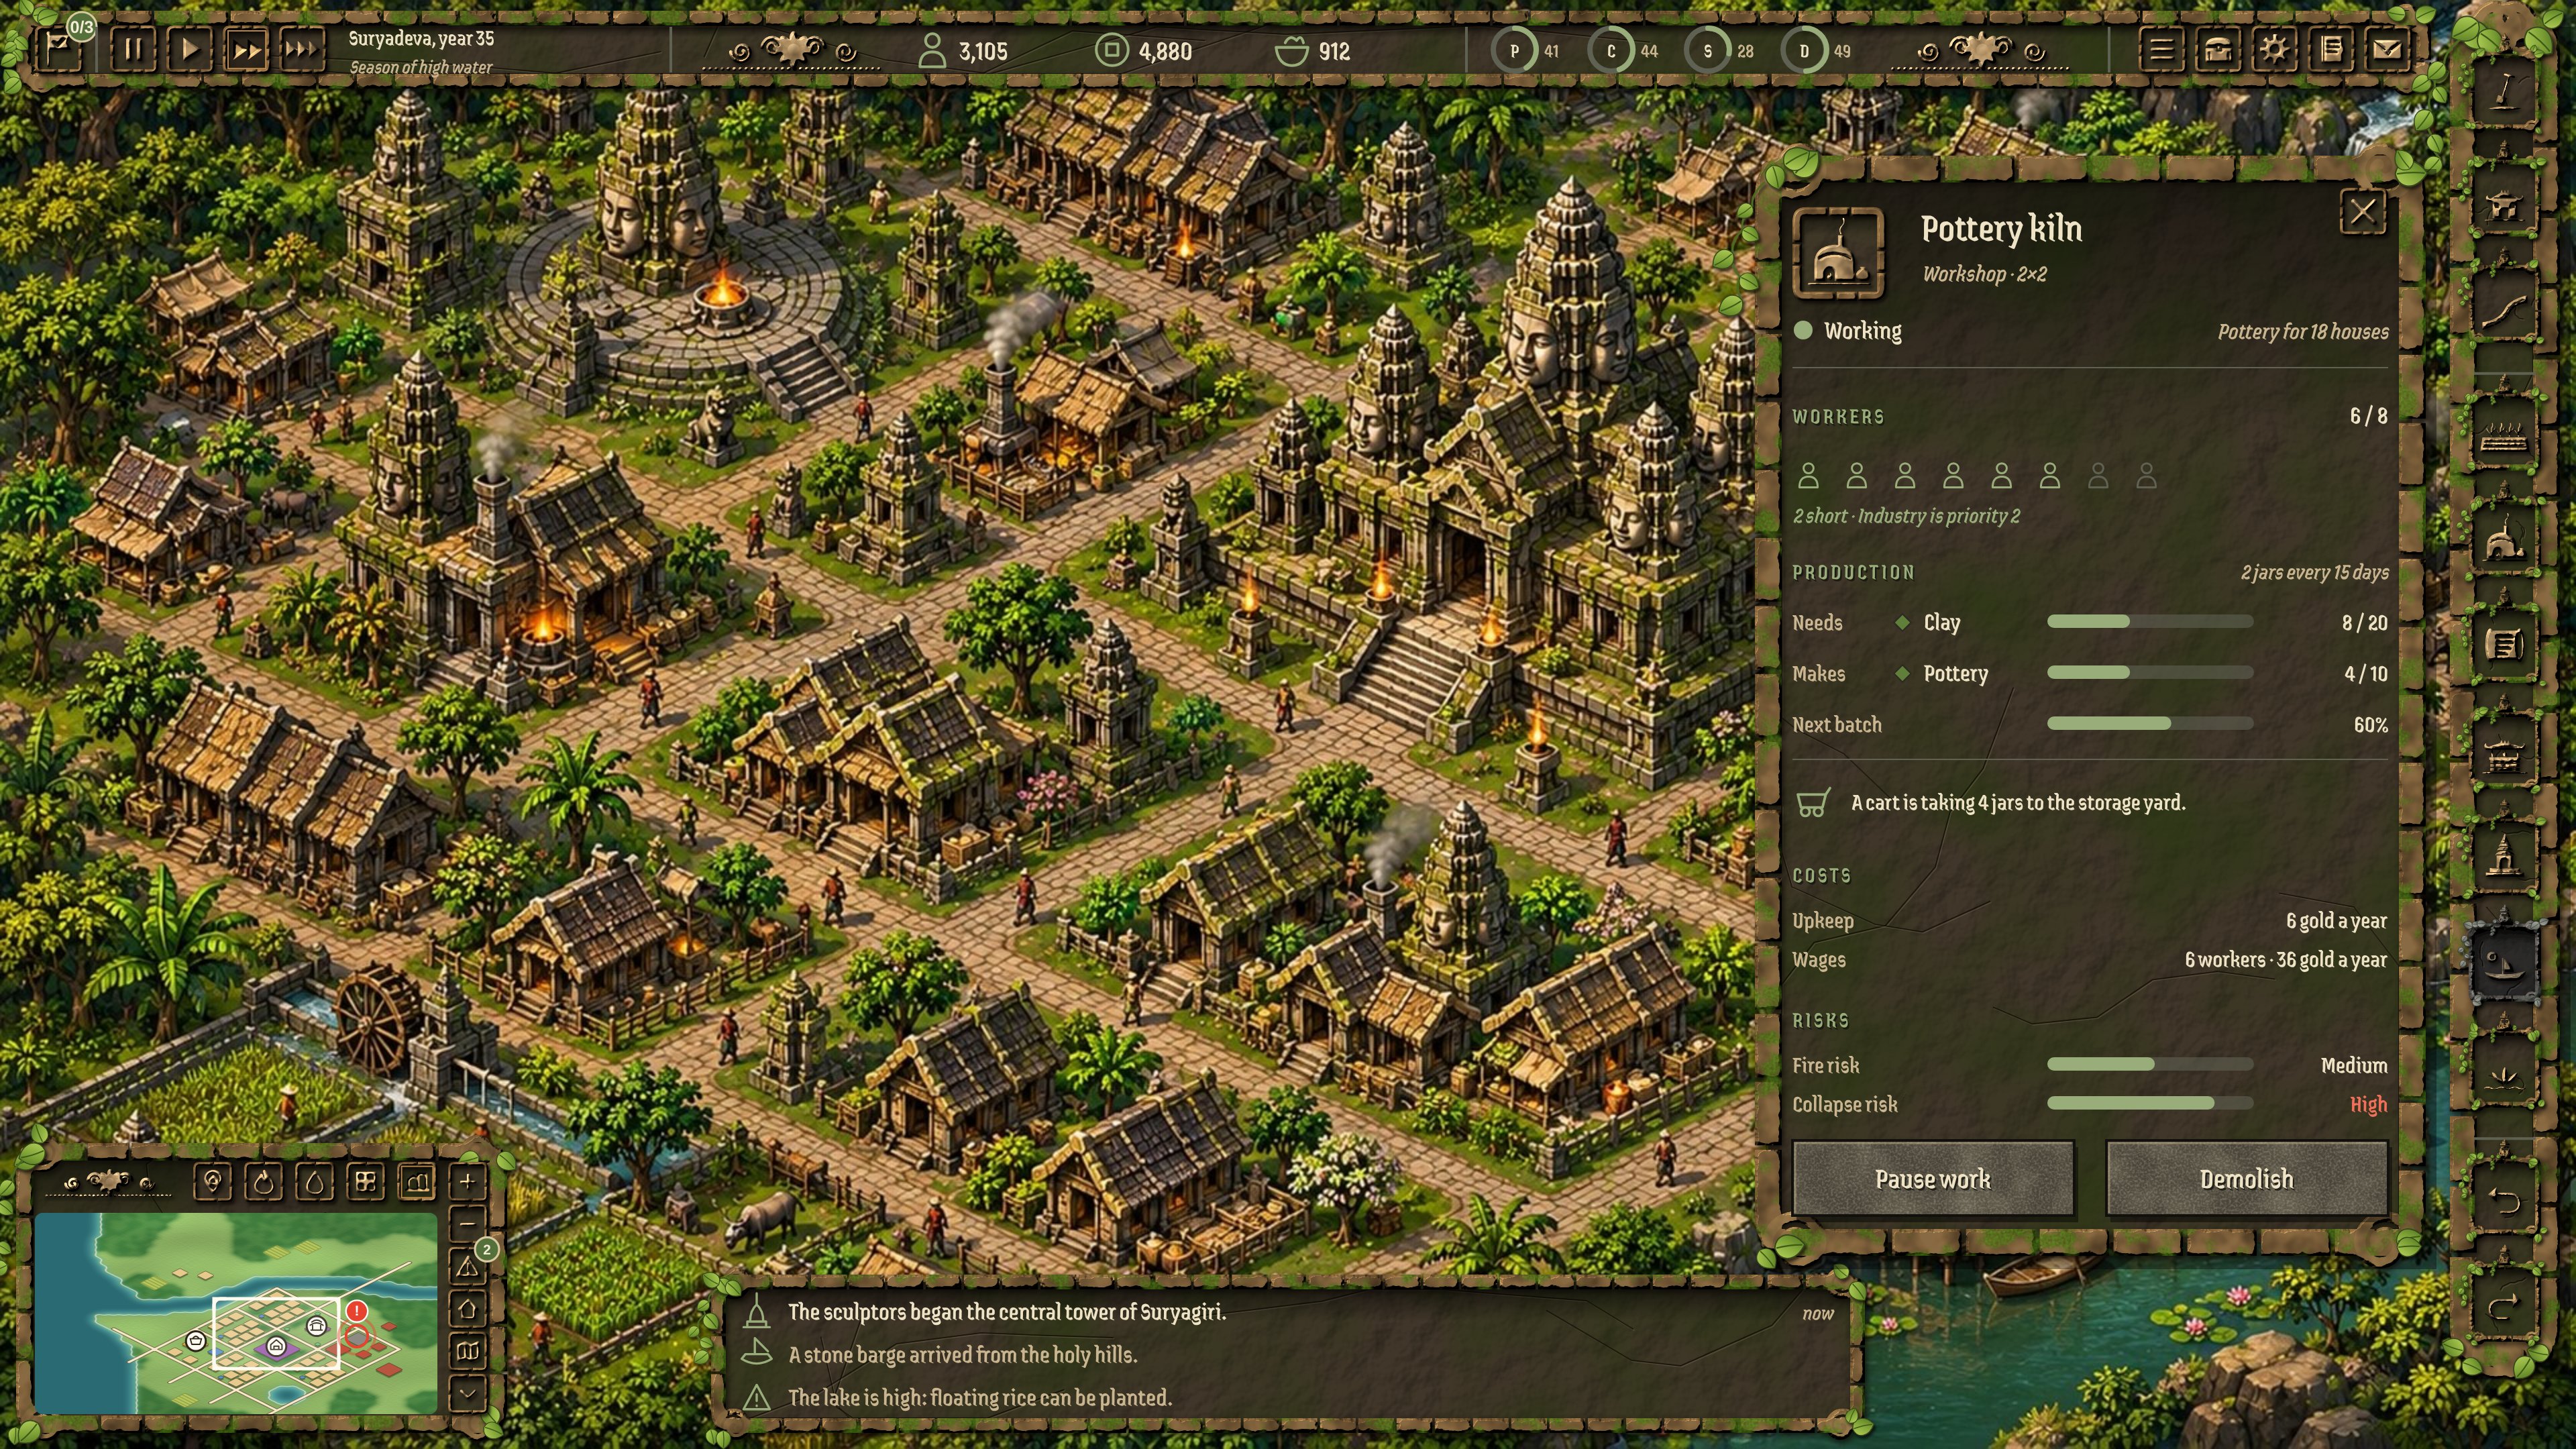 0/3
Suryadeva, year 35
Season of high water
3,105
4,880
912
P 41
C 44
S 28
D 49
Pottery kiln
Workshop · 2×2
Working
Pottery for 18 houses
WORKERS
6 / 8
2 short · Industry is priority 2
PRODUCTION
2 jars every 15 days
Needs
Clay
8 / 20
Makes
Pottery
4 / 10
Next batch
60%
A cart is taking 4 jars to the storage yard.
COSTS
Upkeep
6 gold a year
Wages
6 workers · 36 gold a year
RISKS
Fire risk
Medium
Collapse risk
High
Pause work
Demolish
2
!
The sculptors began the central tower of Suryagiri.
now
A stone barge arrived from the holy hills.
The lake is high: floating rice can be planted.